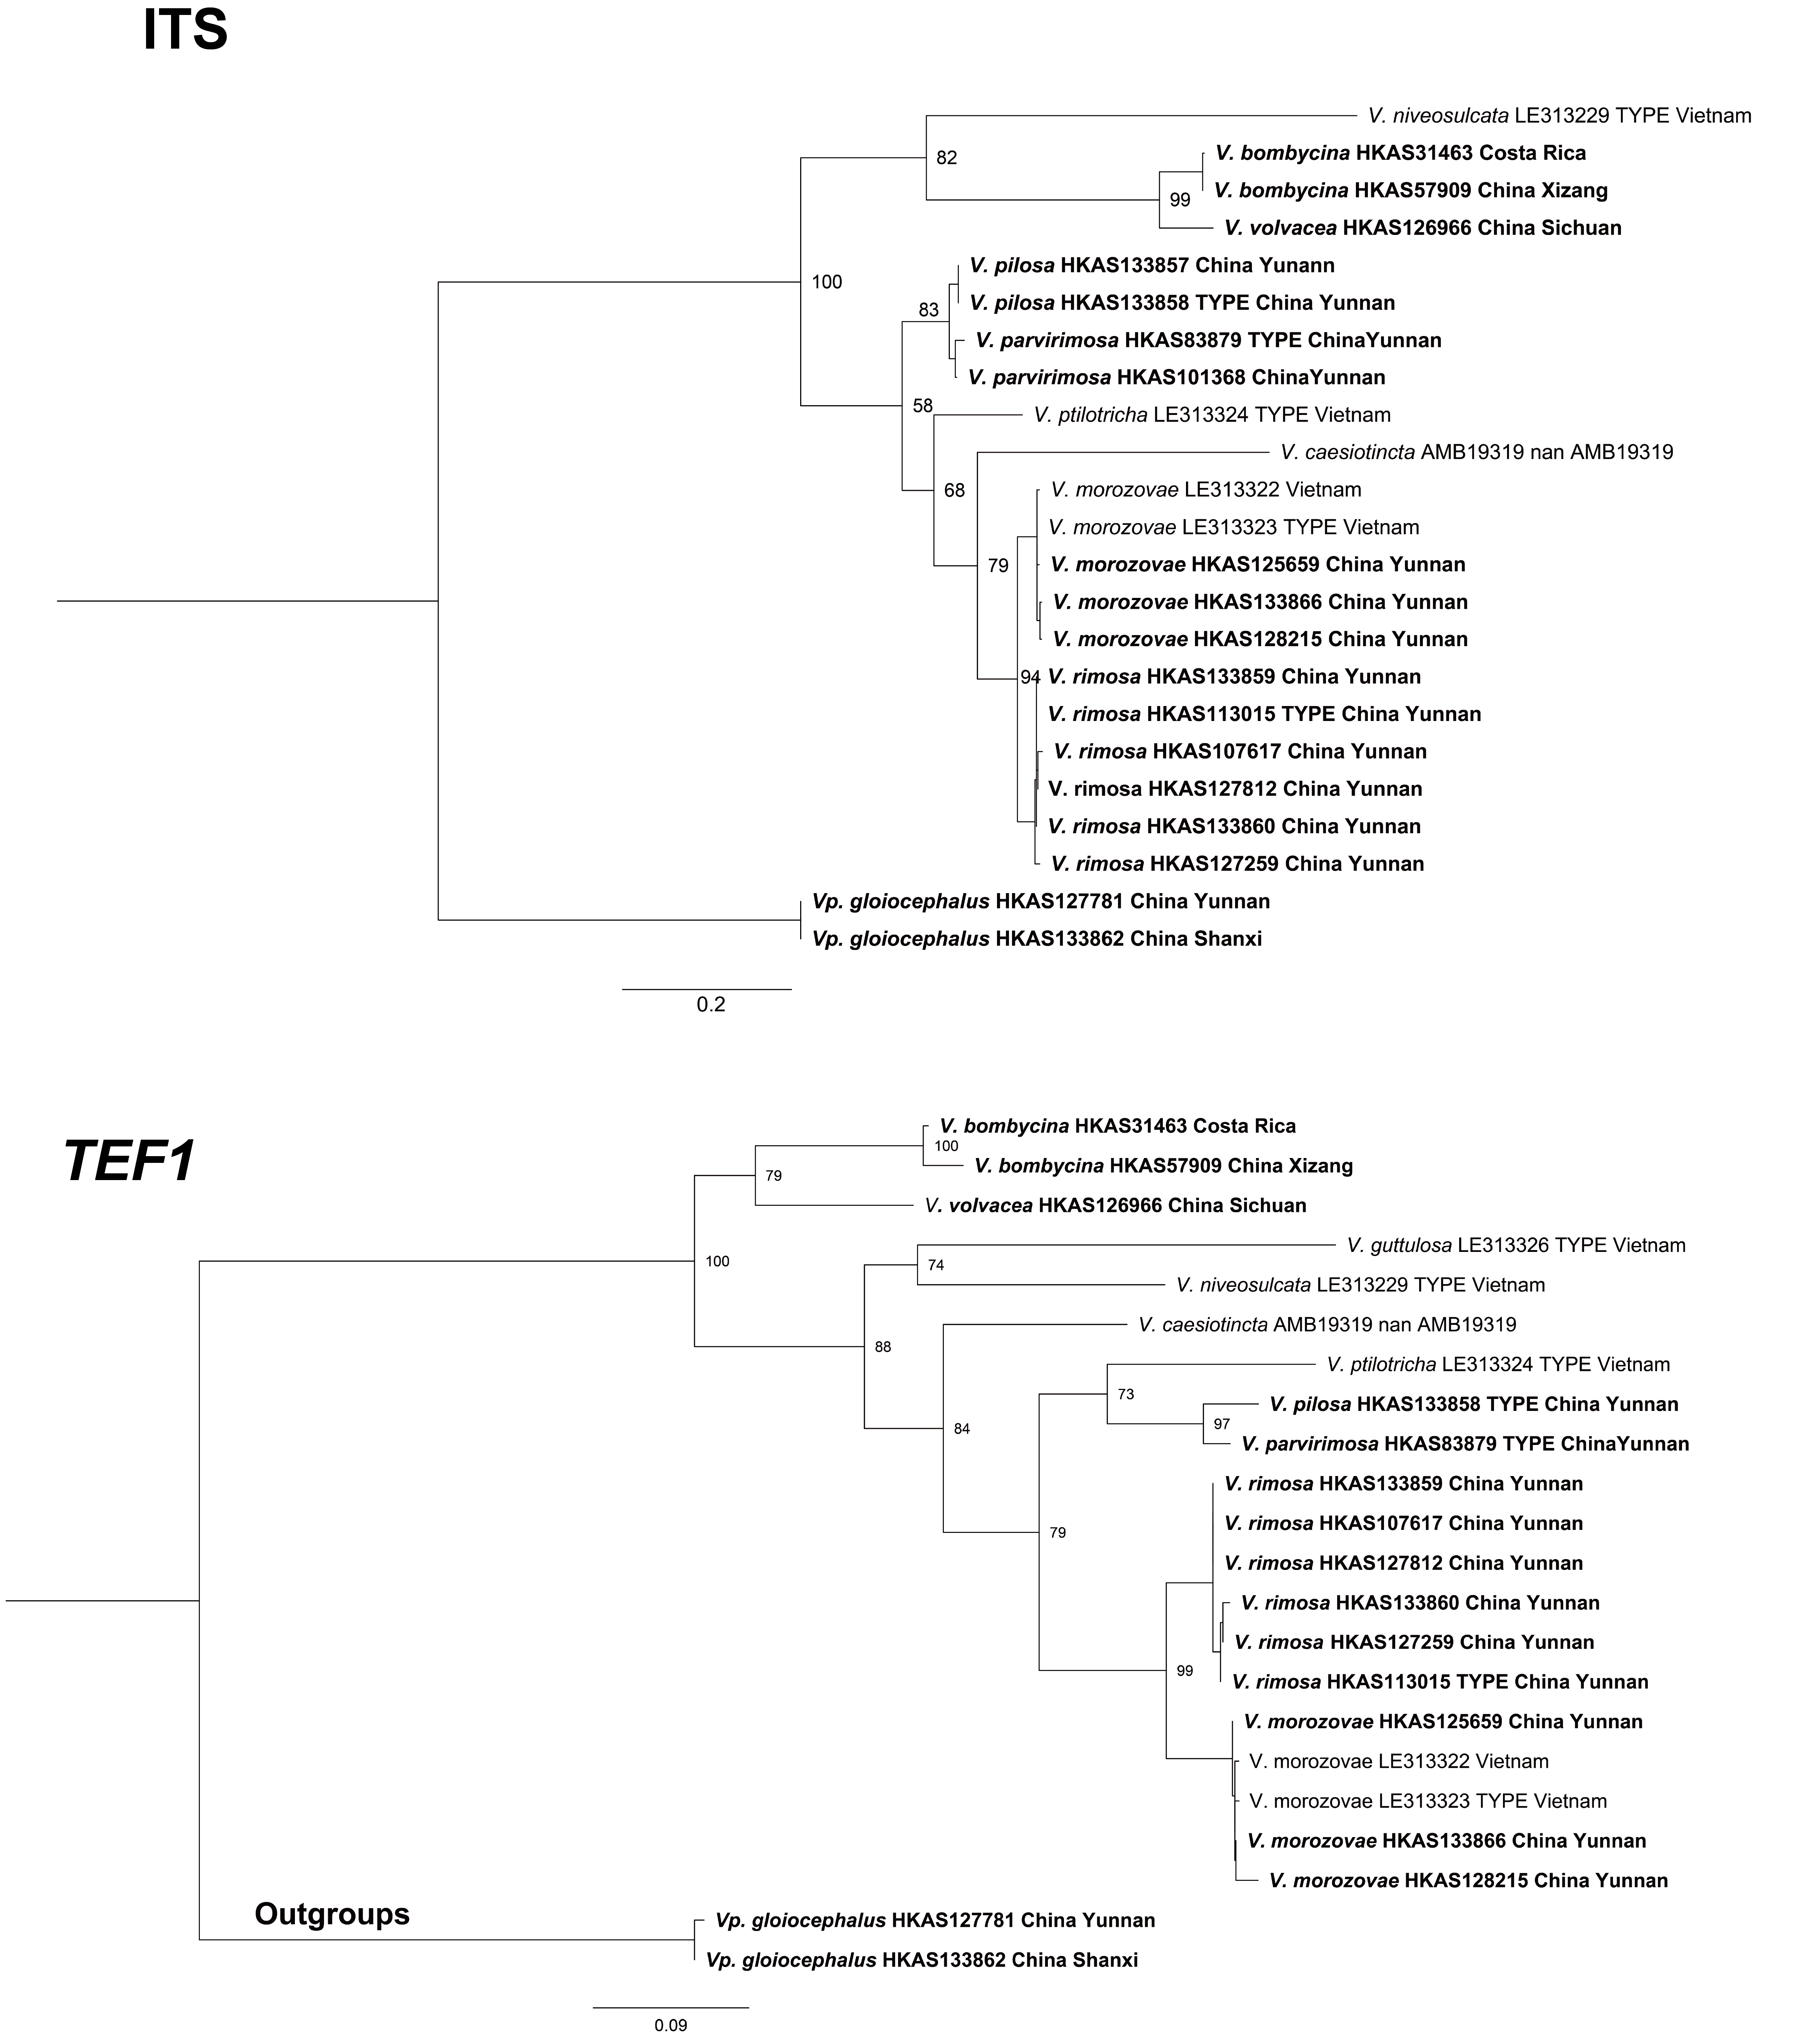 ITS
V. niveosulcata LE313229 TYPE Vietnam
82
V. bombycina HKAS31463 Costa Rica
V. bombycina HKAS57909 China Xizang
99
V. volvacea HKAS126966 China Sichuan
V. pilosa HKAS133857 China Yunann
100
V. pilosa HKAS133858 TYPE China Yunnan
83
V. parvirimosa HKAS83879 TYPE ChinaYunnan
V. parvirimosa HKAS101368 ChinaYunnan
58
V. ptilotricha LE313324 TYPE Vietnam
V. caesiotincta AMB19319 nan AMB19319
V. morozovae LE313322 Vietnam
68
V. morozovae LE313323 TYPE Vietnam
V. morozovae HKAS125659 China Yunnan
79
V. morozovae HKAS133866 China Yunnan
V. morozovae HKAS128215 China Yunnan
94
V. rimosa HKAS133859 China Yunnan
V. rimosa HKAS113015 TYPE China Yunnan
V. rimosa HKAS107617 China Yunnan
V. rimosa HKAS127812 China Yunnan
V. rimosa HKAS133860 China Yunnan
V. rimosa HKAS127259 China Yunnan
Vp. gloiocephalus HKAS127781 China Yunnan
Vp. gloiocephalus HKAS133862 China Shanxi
0.2
TEF1
V. bombycina HKAS31463 Costa Rica
100
V. bombycina HKAS57909 China Xizang
79
V. volvacea HKAS126966 China Sichuan
V. guttulosa LE313326 TYPE Vietnam
100
74
V. niveosulcata LE313229 TYPE Vietnam
V. caesiotincta AMB19319 nan AMB19319
88
V. ptilotricha LE313324 TYPE Vietnam
73
V. pilosa HKAS133858 TYPE China Yunnan
97
84
V. parvirimosa HKAS83879 TYPE ChinaYunnan
V. rimosa HKAS133859 China Yunnan
V. rimosa HKAS107617 China Yunnan
79
V. rimosa HKAS127812 China Yunnan
V. rimosa HKAS133860 China Yunnan
V. rimosa HKAS127259 China Yunnan
99
V. rimosa HKAS113015 TYPE China Yunnan
V. morozovae HKAS125659 China Yunnan
V. morozovae LE313322 Vietnam
V. morozovae LE313323 TYPE Vietnam
V. morozovae HKAS133866 China Yunnan
V. morozovae HKAS128215 China Yunnan
Outgroups
Vp. gloiocephalus HKAS127781 China Yunnan
Vp. gloiocephalus HKAS133862 China Shanxi
0.09